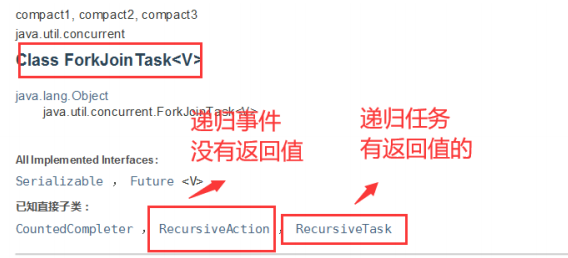 compact1, compact2, compact3
java.util.concurrent
Class ForkJoinTask<V>
java.lang.Object
java.util.concurrent.ForkJoinTask<V>
递归事件
没有返回值
递归任务
有返回值的
All Implemented Interfaces:
Serializable , Future <V>
已知直接子类：
CountedCompleter , RecursiveAction , RecursiveTask